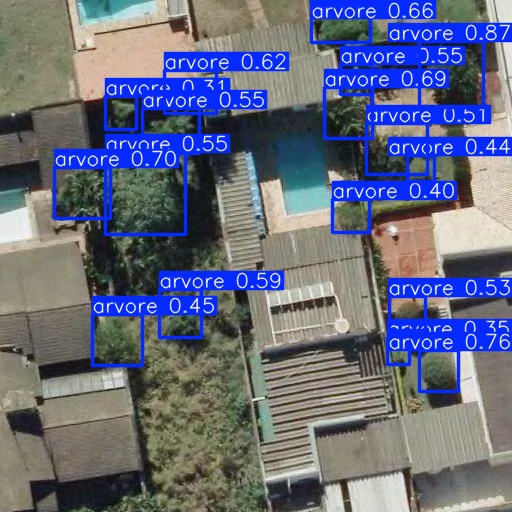 arvore 0.66
arvore 0.87
arvore 0.55
arvore 0.62
arvore 0.69
arvore 0.31
arvore 0.55
arvore 0.51
arvore 0.55
arvore 0.44
arvore 0.70
arvore 0.40
arvore 0.59
arvore 0.53
arvore 0.45
arvore 0.35
arvore 0.76